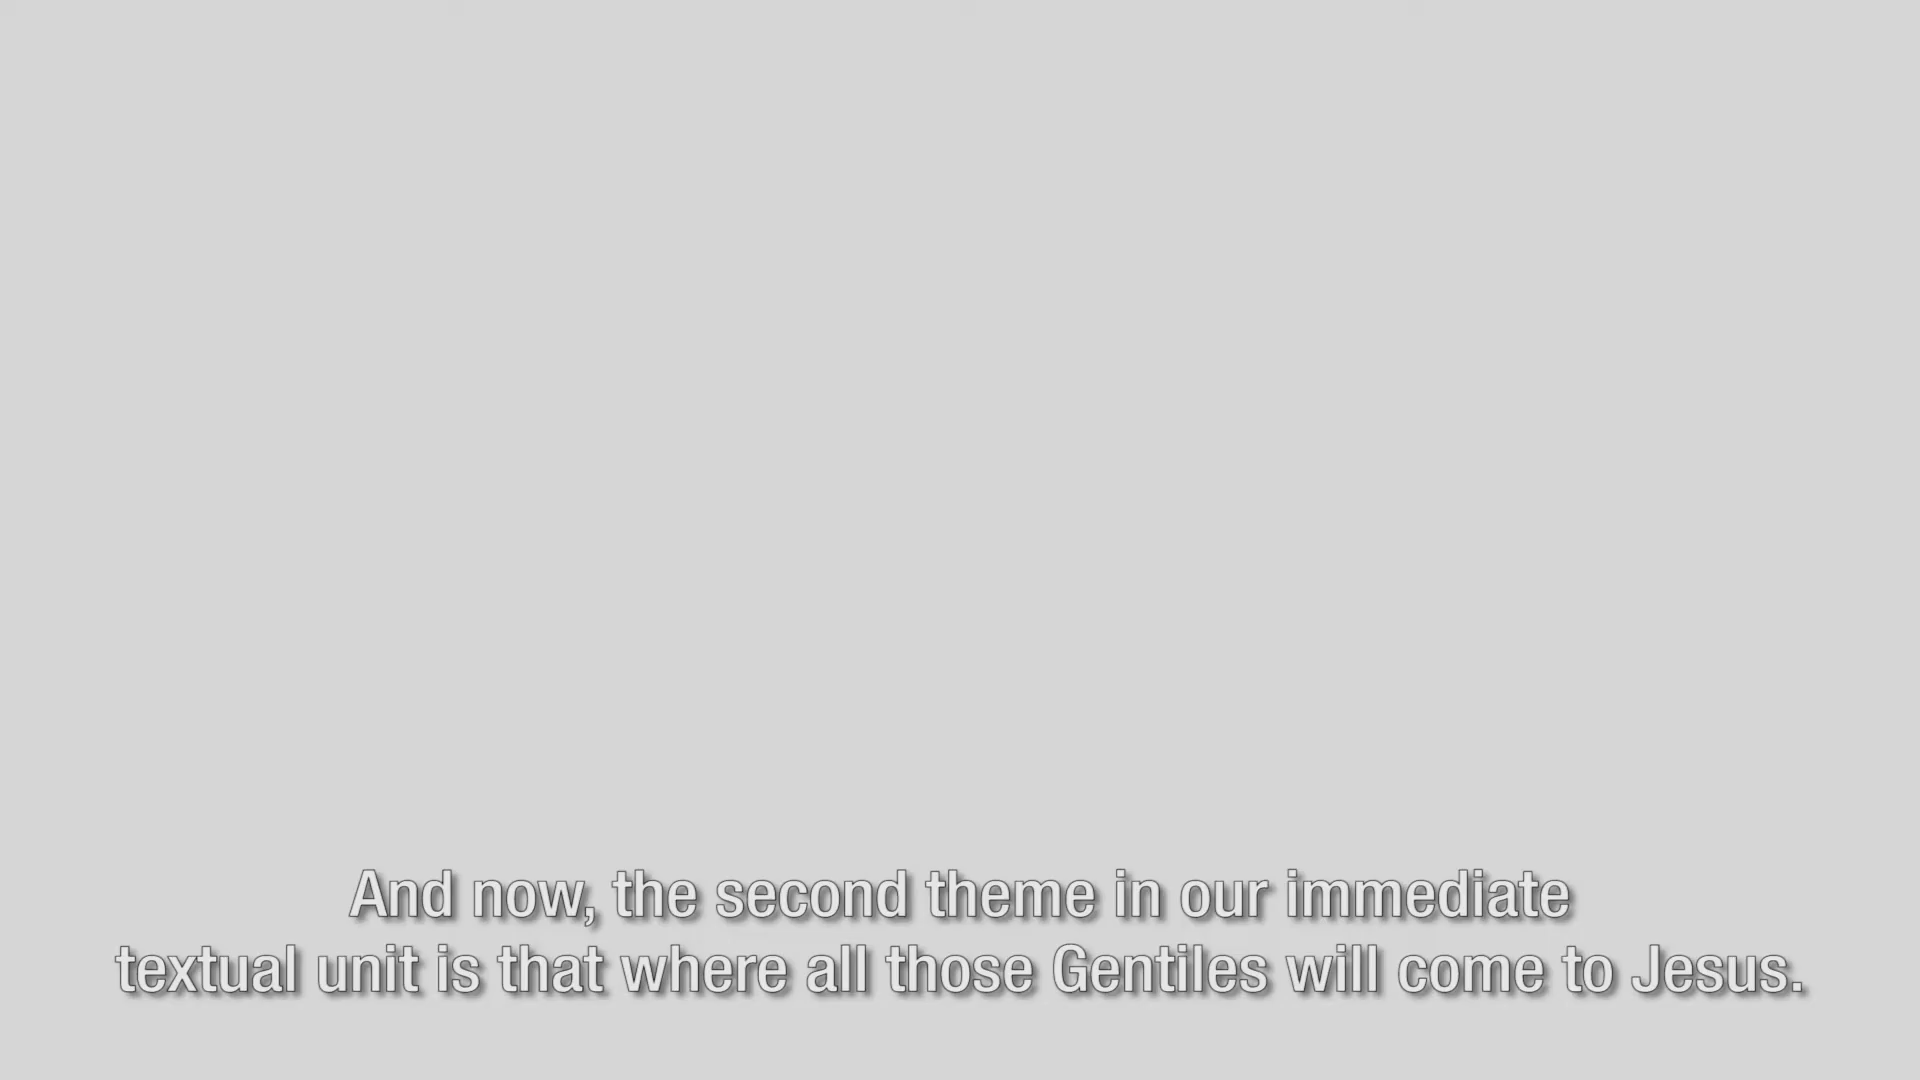 And now, the second theme in our immediate
textual unit is that where all those Gentiles will come to Jesus.